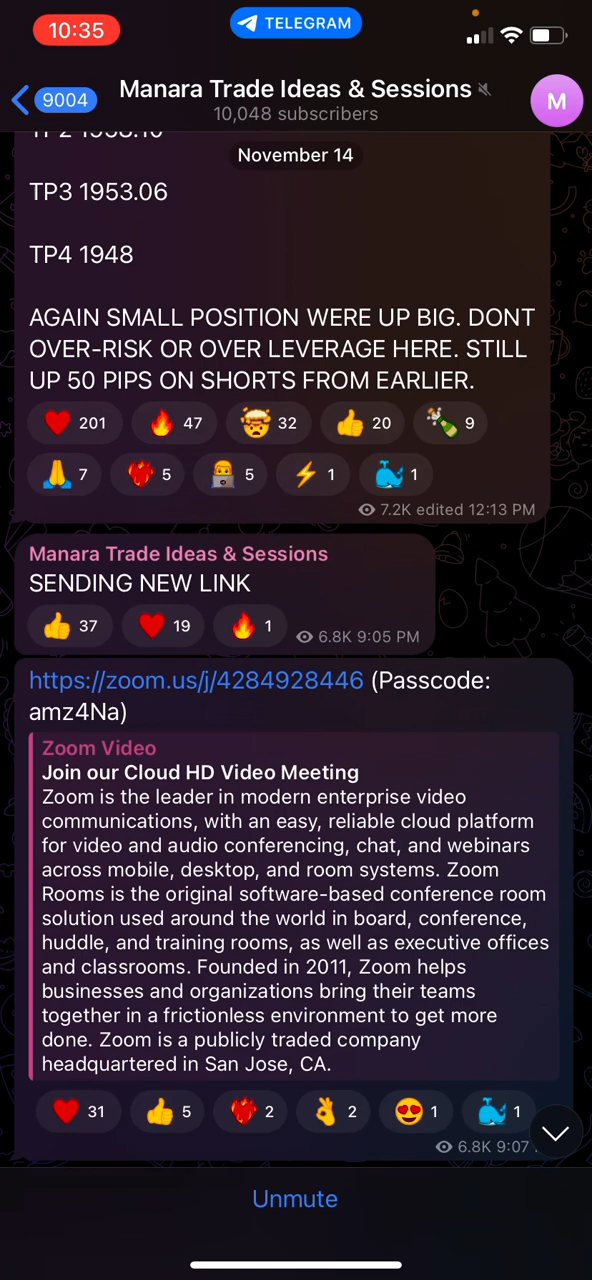 10:35
TELEGRAM
9004
Manara Trade Ideas & Sessions
10,048 subscribers
M
November 14
TP3 1953.06
TP4 1948
AGAIN SMALL POSITION WERE UP BIG. DONT
OVER-RISK OR OVER LEVERAGE HERE. STILL
UP 50 PIPS ON SHORTS FROM EARLIER.
201 47 32 20 9
7 5 5 1 1
7.2K edited 12:13 PM
Manara Trade Ideas & Sessions
SENDING NEW LINK
37 19 1 6.8K 9:05 PM
https://zoom.us/j/4284928446 (Passcode:
amz4Na)
Zoom Video
Join our Cloud HD Video Meeting
Zoom is the leader in modern enterprise video
communications, with an easy, reliable cloud platform
for video and audio conferencing, chat, and webinars
across mobile, desktop, and room systems. Zoom
Rooms is the original software-based conference room
solution used around the world in board, conference,
huddle, and training rooms, as well as executive offices
and classrooms. Founded in 2011, Zoom helps
businesses and organizations bring their teams
together in a frictionless environment to get more
done. Zoom is a publicly traded company
headquartered in San Jose, CA.
31 5 2 2 1 1
6.8K 9:07
Unmute